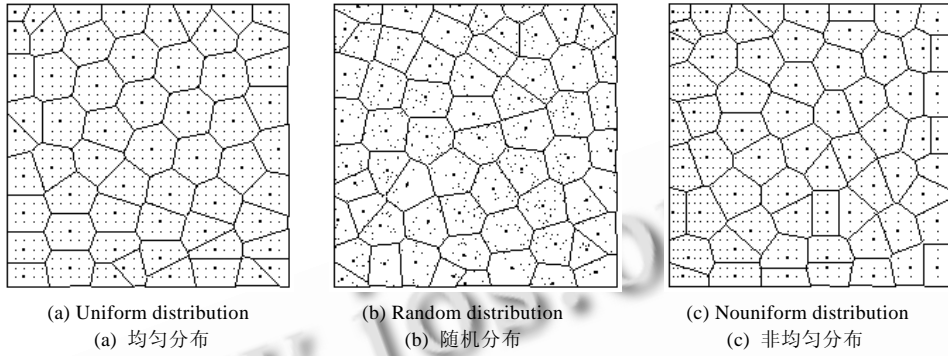 (a) Uniform distribution
(a) 均匀分布
(b) Random distribution
(b) 随机分布
(c) Nouniform distribution
(c) 非均匀分布